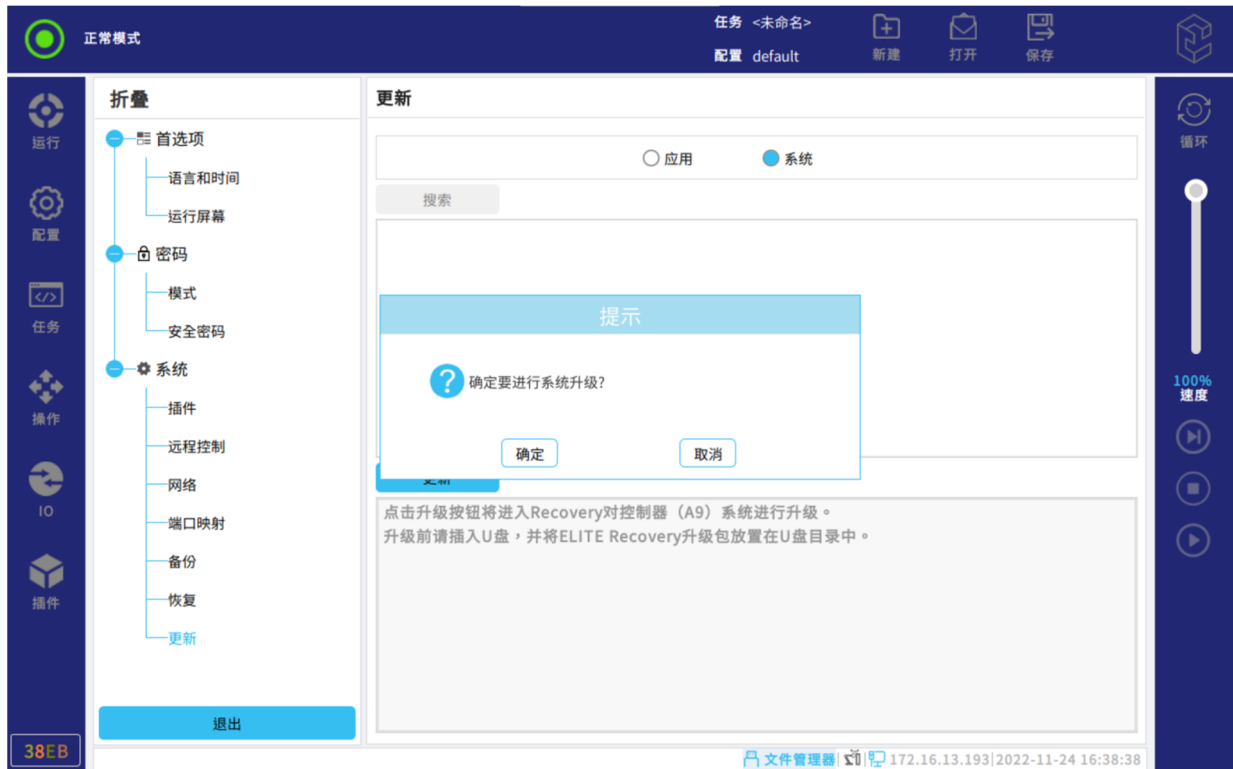 正常模式
任务 <未命名>
配置 default
新建
打开
保存
运行
配置
任务
操作
IO
插件
38EB
折叠
首选项
语言和时间
运行屏幕
密码
模式
安全密码
系统
插件
远程控制
网络
端口映射
备份
恢复
更新
退出
更新
应用 系统
搜索
提示
确定要进行系统升级?
确定 取消
更新
点击升级按钮将进入Recovery对控制器（A9）系统进行升级。
升级前请插入U盘，并将ELITE Recovery升级包放置在U盘目录中。
循环
100%
速度
文件管理器| | 172.16.13.193|2022-11-24 16:38:38